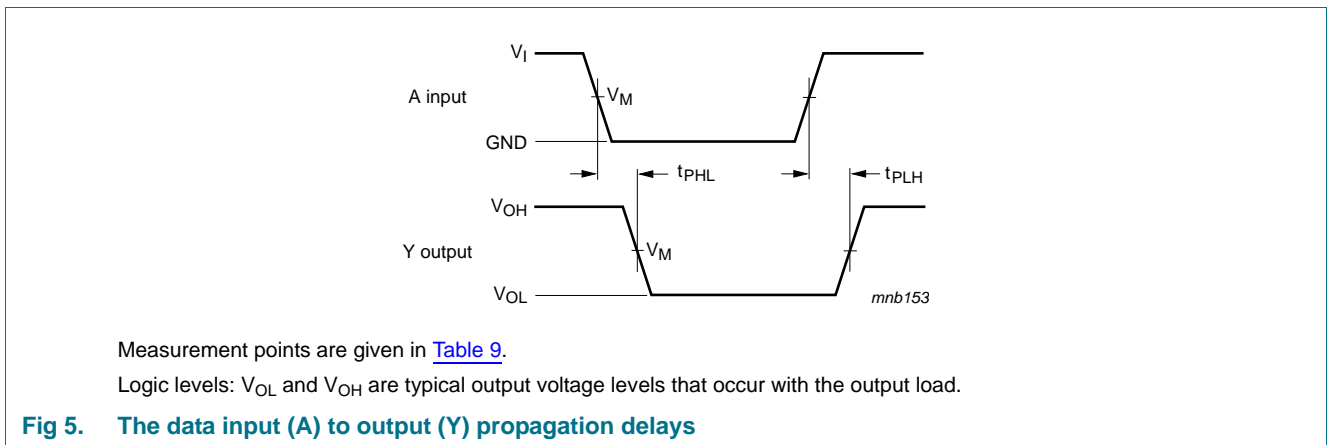 V_I
A input
V_M
GND
t_PHL
t_PLH
V_OH
Y output
V_M
V_OL
mnb153
Measurement points are given in Table 9.
Logic levels: V_OL and V_OH are typical output voltage levels that occur with the output load.
Fig 5. The data input (A) to output (Y) propagation delays